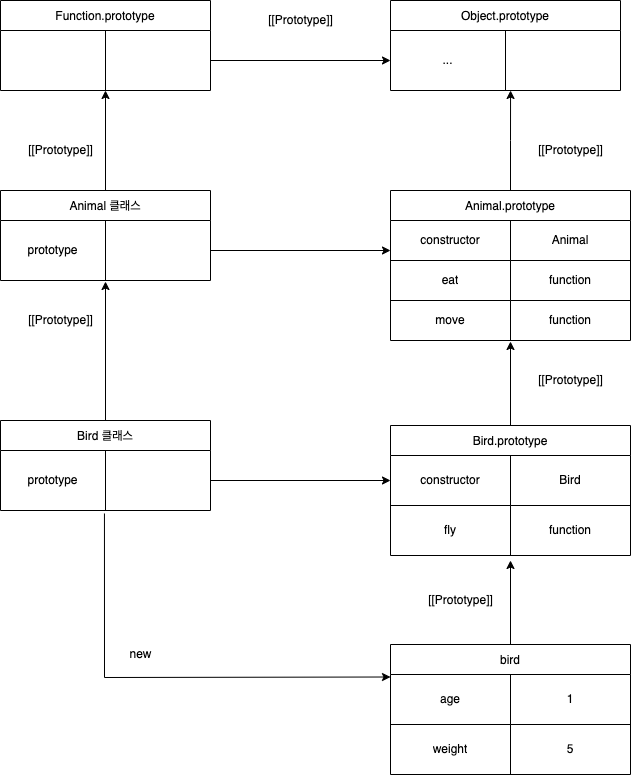 Function.prototype
[[Prototype]]
Object.prototype
...
[[Prototype]]
[[Prototype]]
Animal 클래스
prototype
Animal.prototype
constructor Animal
eat function
move function
[[Prototype]]
[[Prototype]]
Bird 클래스
prototype
Bird.prototype
constructor Bird
fly function
[[Prototype]]
new
bird
age 1
weight 5